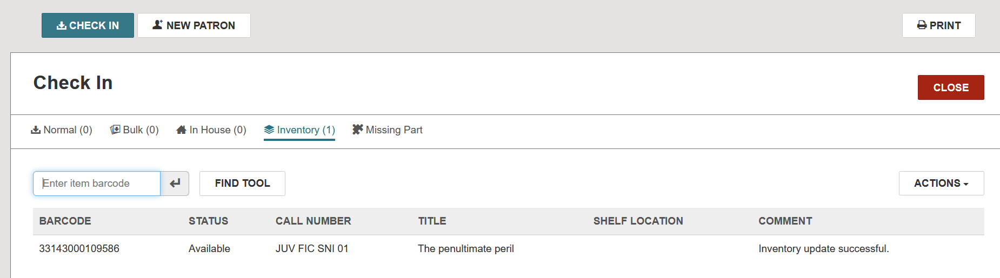 CHECK IN NEW PATRON PRINT
Check In
CLOSE
Normal (0) Bulk (0) In House (0) Inventory (1) Missing Part
Enter item barcode FIND TOOL ACTIONS
BARCODE STATUS CALL NUMBER TITLE SHELF LOCATION COMMENT
33143000109586 Available JUV FIC SNI 01 The penultimate peril Inventory update successful.